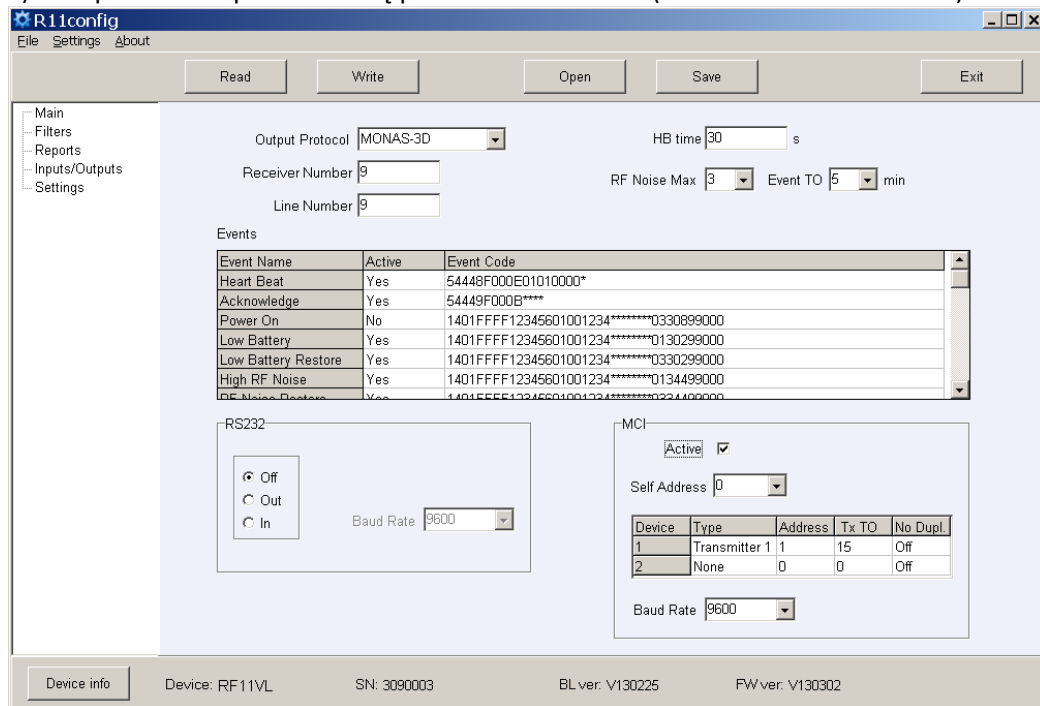 R11config
File Settings About
Read Write Open Save Exit
Main
Filters
Reports
Inputs/Outputs
Settings
Output Protocol MONAS-3D HB time 30 s
Receiver Number 9 RF Noise Max 3 Event TO 5 min
Line Number 9
Events
Event Name Active Event Code
Heart Beat Yes 54448F000E01010000*
Acknowledge Yes 54449F000B****
Power On No 1401FFFF12345601001234********0330899000
Low Battery Yes 1401FFFF12345601001234********0130299000
Low Battery Restore Yes 1401FFFF12345601001234********0330299000
High RF Noise Yes 1401FFFF12345601001234********0134499000
RF Noise Restore Yes 1401FFFF12345601001234********0334499000
RS232 MCI
Active
Off
Out
In
Baud Rate 9600
Self Address 0
Device Type Address Tx TO No Dupl.
1 Transmitter 1 1 15 Off
2 None 0 0 Off
Baud Rate 9600
Device info Device: RF11VL SN: 3090003 BL ver: V130225 FW ver: V130302